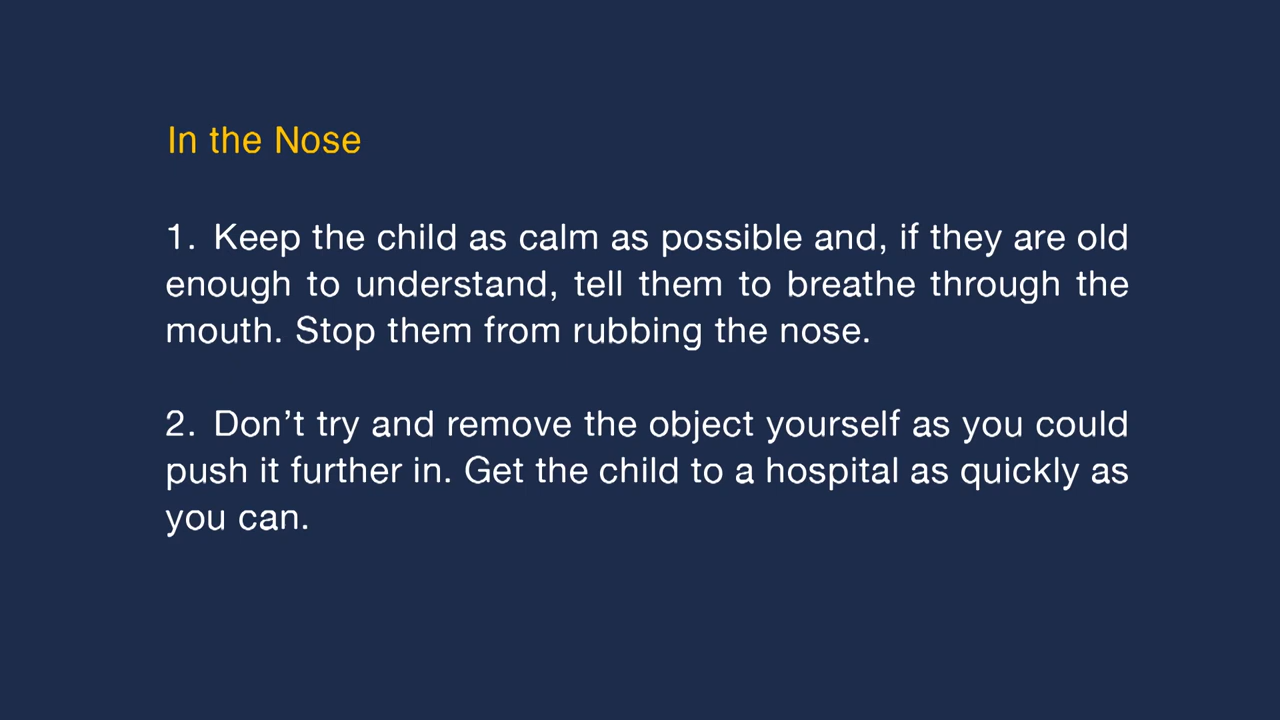 In the Nose
1. Keep the child as calm as possible and, if they are old
enough to understand, tell them to breathe through the
mouth. Stop them from rubbing the nose.
2. Don’t try and remove the object yourself as you could
push it further in. Get the child to a hospital as quickly as
you can.